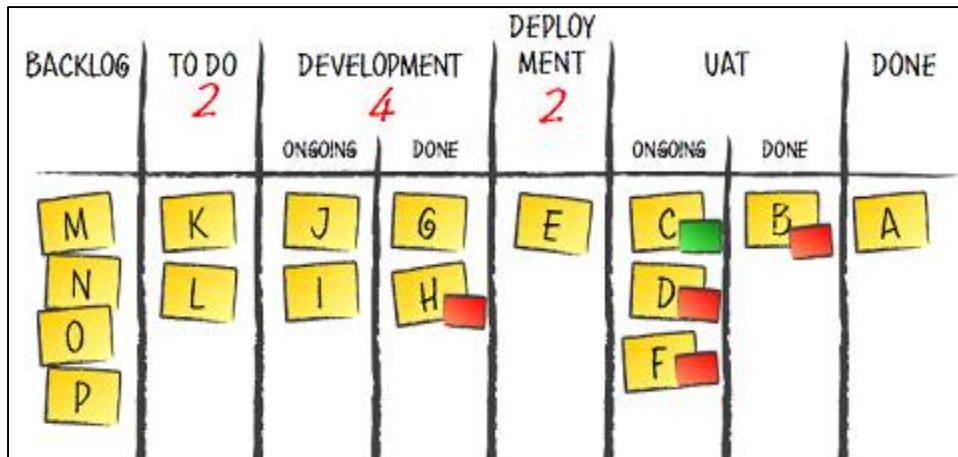 BACKLOG
TO DO
2
DEVELOPMENT
4
DEPLOY
MENT
2
UAT
DONE
ONGOING
DONE
ONGOING
DONE
M
N
O
P
K
L
J
I
G
H
E
C
D
F
B
A